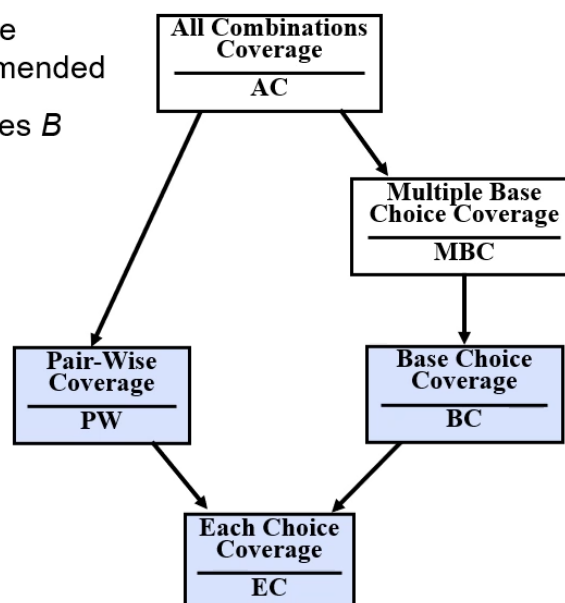 All Combinations
Coverage
AC
B
Multiple Base
Choice Coverage
MBC
Pair-Wise
Coverage
PW
Base Choice
Coverage
BC
Each Choice
Coverage
EC